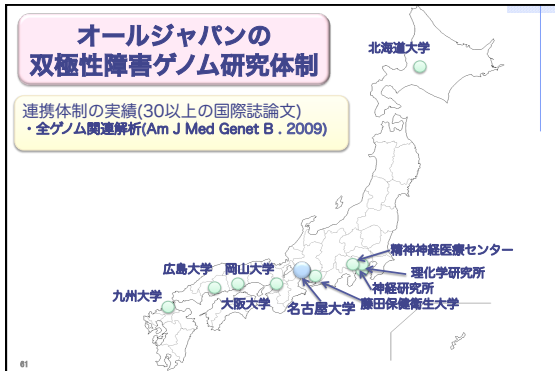 オールジャパンの
双極性障害ゲノム研究体制
北海道大学
連携体制の実績(30以上の国際誌論文)
・全ゲノム関連解析(Am J Med Genet B . 2009)
精神神経医療センター
広島大学
岡山大学
理化学研究所
神経研究所
九州大学
大阪大学
名古屋大学
藤田保健衛生大学
61